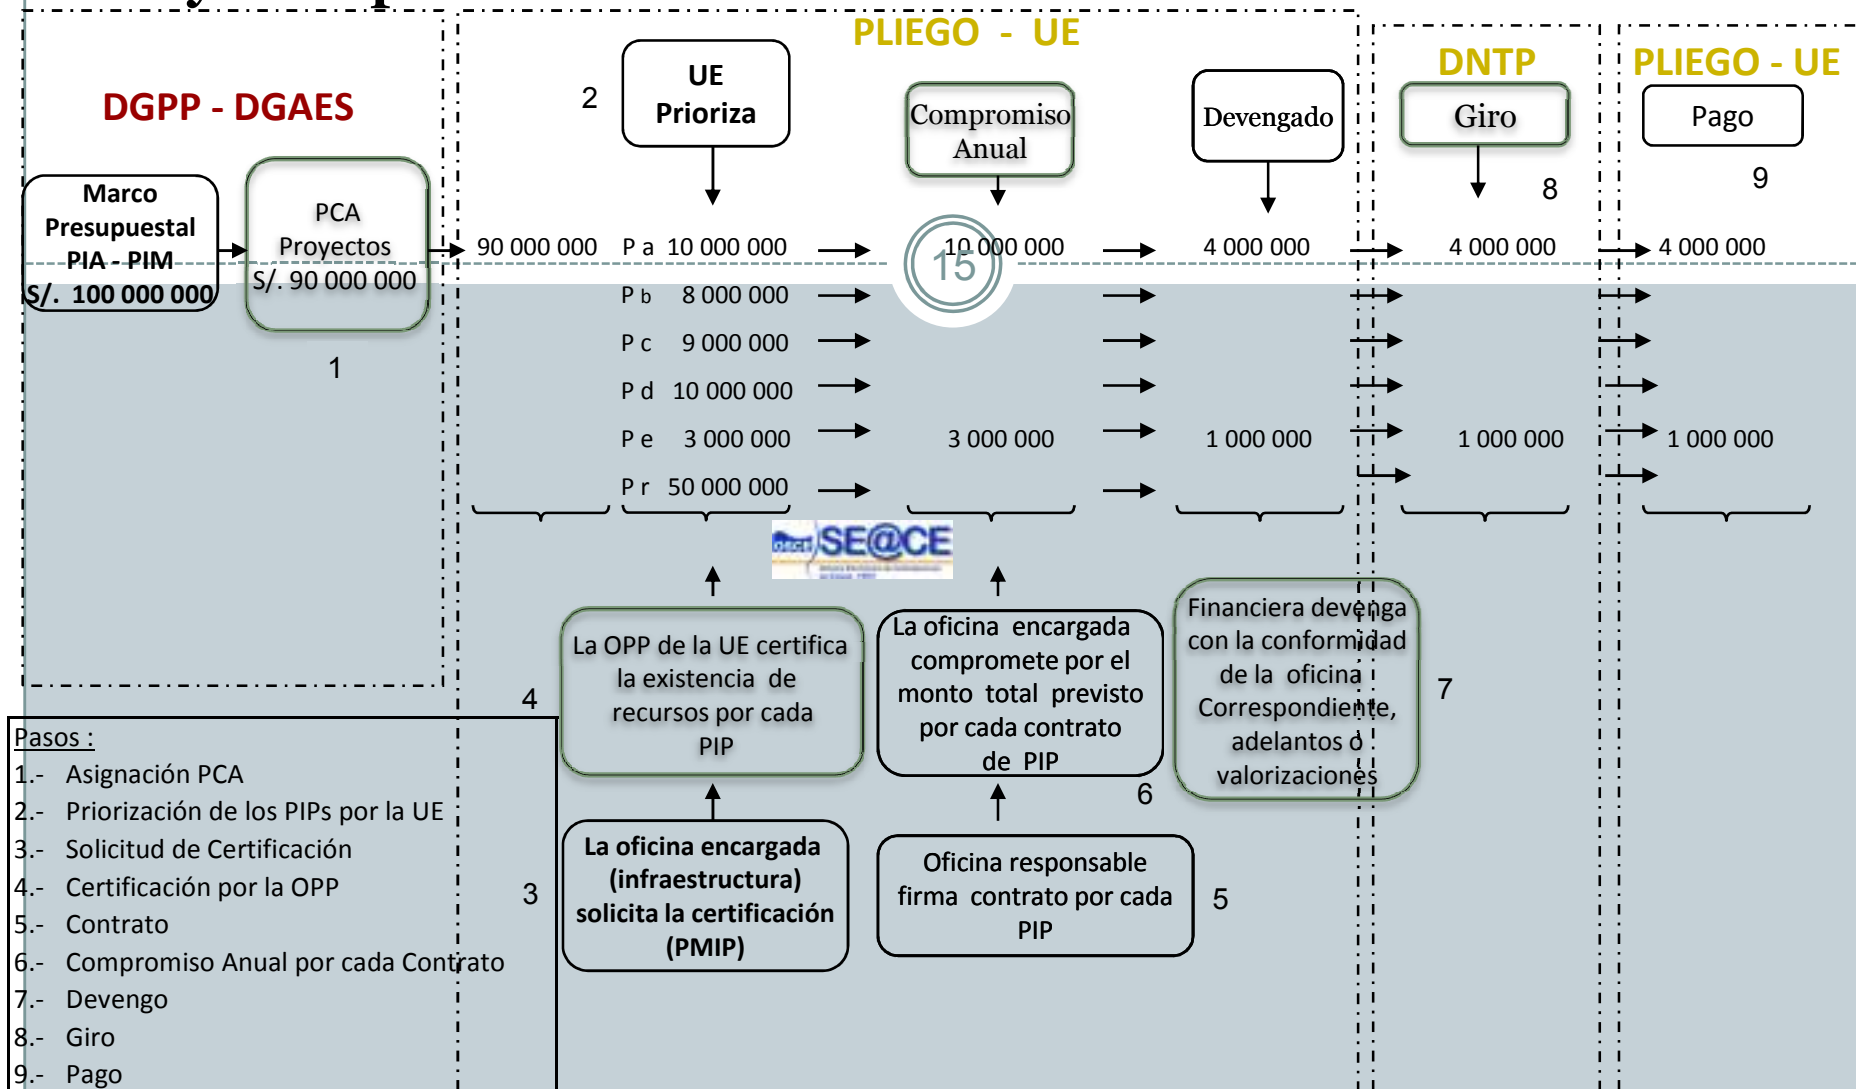 PLIEGO - UE
DNTP
PLIEGO - UE
DGPP - DGAES
2
UE
Prioriza
Compromiso
Anual
Devengado
Giro
Pago
8
9
Marco
Presupuestal
PIA - PIM
S/. 100 000 000
PCA
Proyectos
S/. 90 000 000
1
90 000 000 P a 10 000 000 10 000 000 4 000 000 4 000 000 4 000 000
15
P b 8 000 000
P c 9 000 000
P d 10 000 000
P e 3 000 000 3 000 000 1 000 000 1 000 000 1 000 000
P r 50 000 000
SE@CE
La OPP de la UE certifica
la existencia de
recursos por cada
PIP
4
La oficina encargada
compromete por el
monto total previsto
por cada contrato
de PIP
6
Financiera devenga
con la conformidad
de la oficina
Correspondiente,
adelantos o
valorizaciones
7
La oficina encargada
(infraestructura)
solicita la certificación
(PMIP)
3
Oficina responsable
firma contrato por cada
PIP
5
Pasos :
1.- Asignación PCA
2.- Priorización de los PIPs por la UE
3.- Solicitud de Certificación
4.- Certificación por la OPP
5.- Contrato
6.- Compromiso Anual por cada Contrato
7.- Devengo
8.- Giro
9.- Pago